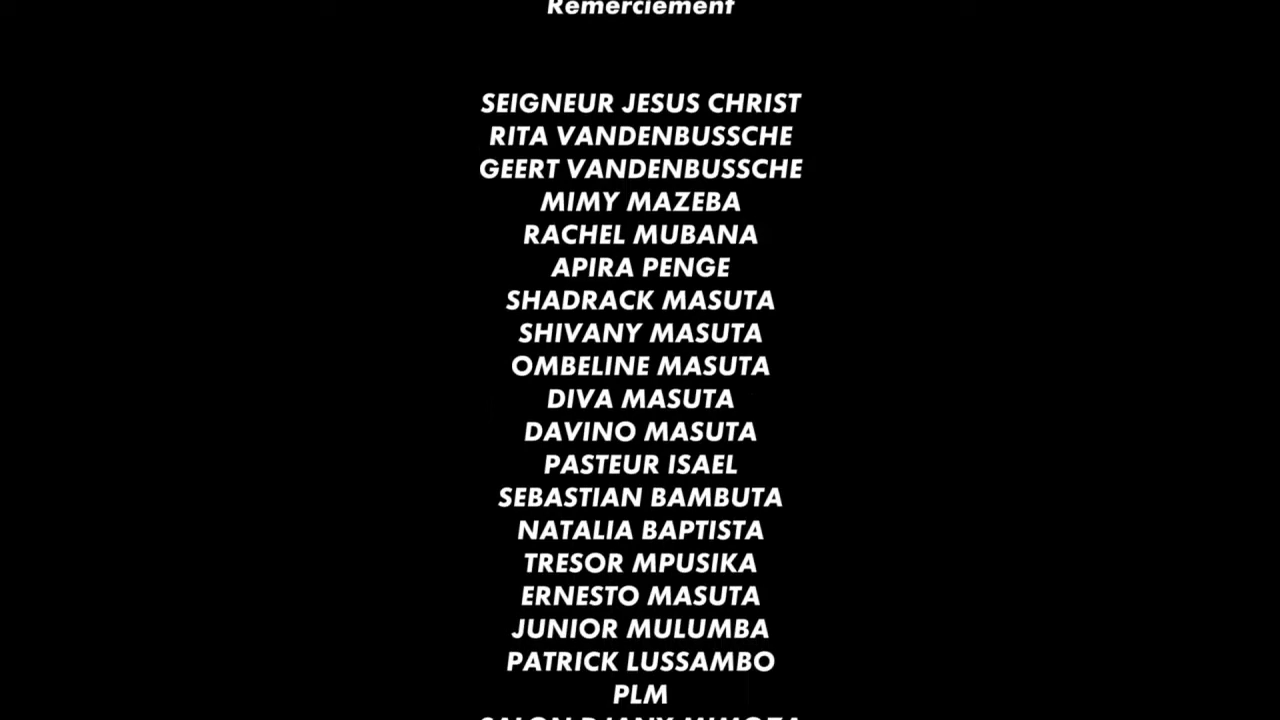 Remerciement
SEIGNEUR JESUS CHRIST
RITA VANDENBUSSCHE
GEERT VANDENBUSSCHE
MIMY MAZEBA
RACHEL MUBANA
APIRA PENGE
SHADRACK MASUTA
SHIVANY MASUTA
OMBELINE MASUTA
DIVA MASUTA
DAVINO MASUTA
PASTEUR ISAEL
SEBASTIAN BAMBUTA
NATALIA BAPTISTA
TRESOR MPUSIKA
ERNESTO MASUTA
JUNIOR MULUMBA
PATRICK LUSSAMBO
PLM
SALON